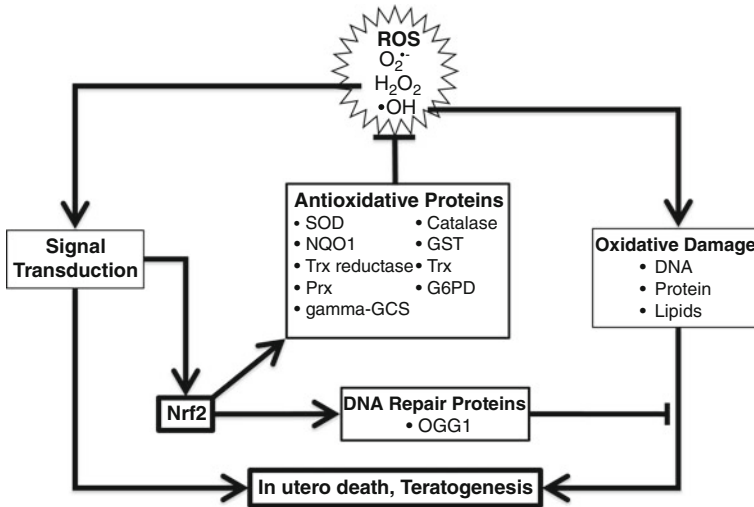 ROS
O₂•-
H₂O₂
•OH
Antioxidative Proteins
• SOD
• NQO1
• Trx reductase
• Prx
• gamma-GCS
• Catalase
• GST
• Trx
• G6PD
Signal
Transduction
Oxidative Damage
• DNA
• Protein
• Lipids
Nrf2
DNA Repair Proteins
• OGG1
In utero death, Teratogenesis